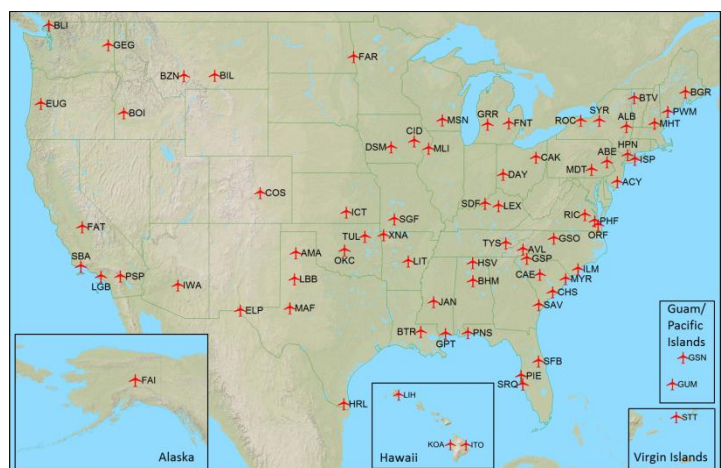 BLI
GEG
FAR
BZN
BIL
BGR
BTV
EUG
BOI
MSN
GRR
FNT
ROC
SYR
ALB
PWM
MHT
CID
DSM
MLI
CAK
HPN
ABE
ISP
MDT
DAY
ACY
COS
SDF
LEX
ICT
SGF
RIC
PHF
ORF
FAT
TUL
XNA
TYS
AVL
GSO
OKC
AMA
SBA
LIT
HSV
GSP
LGB
PSP
IWA
LBB
BHM
CAE
ILM
MYR
ELP
MAF
JAN
CHS
SAV
BTR
GPT
PNS
Guam/
Pacific
Islands
GSN
GUM
SFB
PIE
SRQ
FAI
Alaska
HRL
LIH
KOA
ITO
Hawaii
STT
Virgin Islands